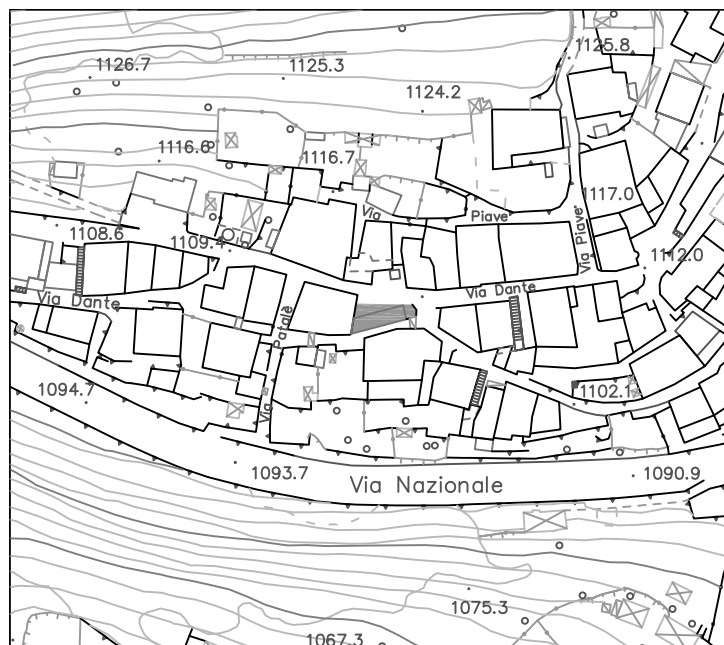 1125.8
1126.7
1125.3
1124.2
1116.6
1116.7
1117.0
Via Piave
1108.6
1109.4
Via Piave
1112.0
Via Dante
Via Dante
Via Patalè
1102.1
1094.7
1093.7
1090.9
Via Nazionale
1075.3
1067.3